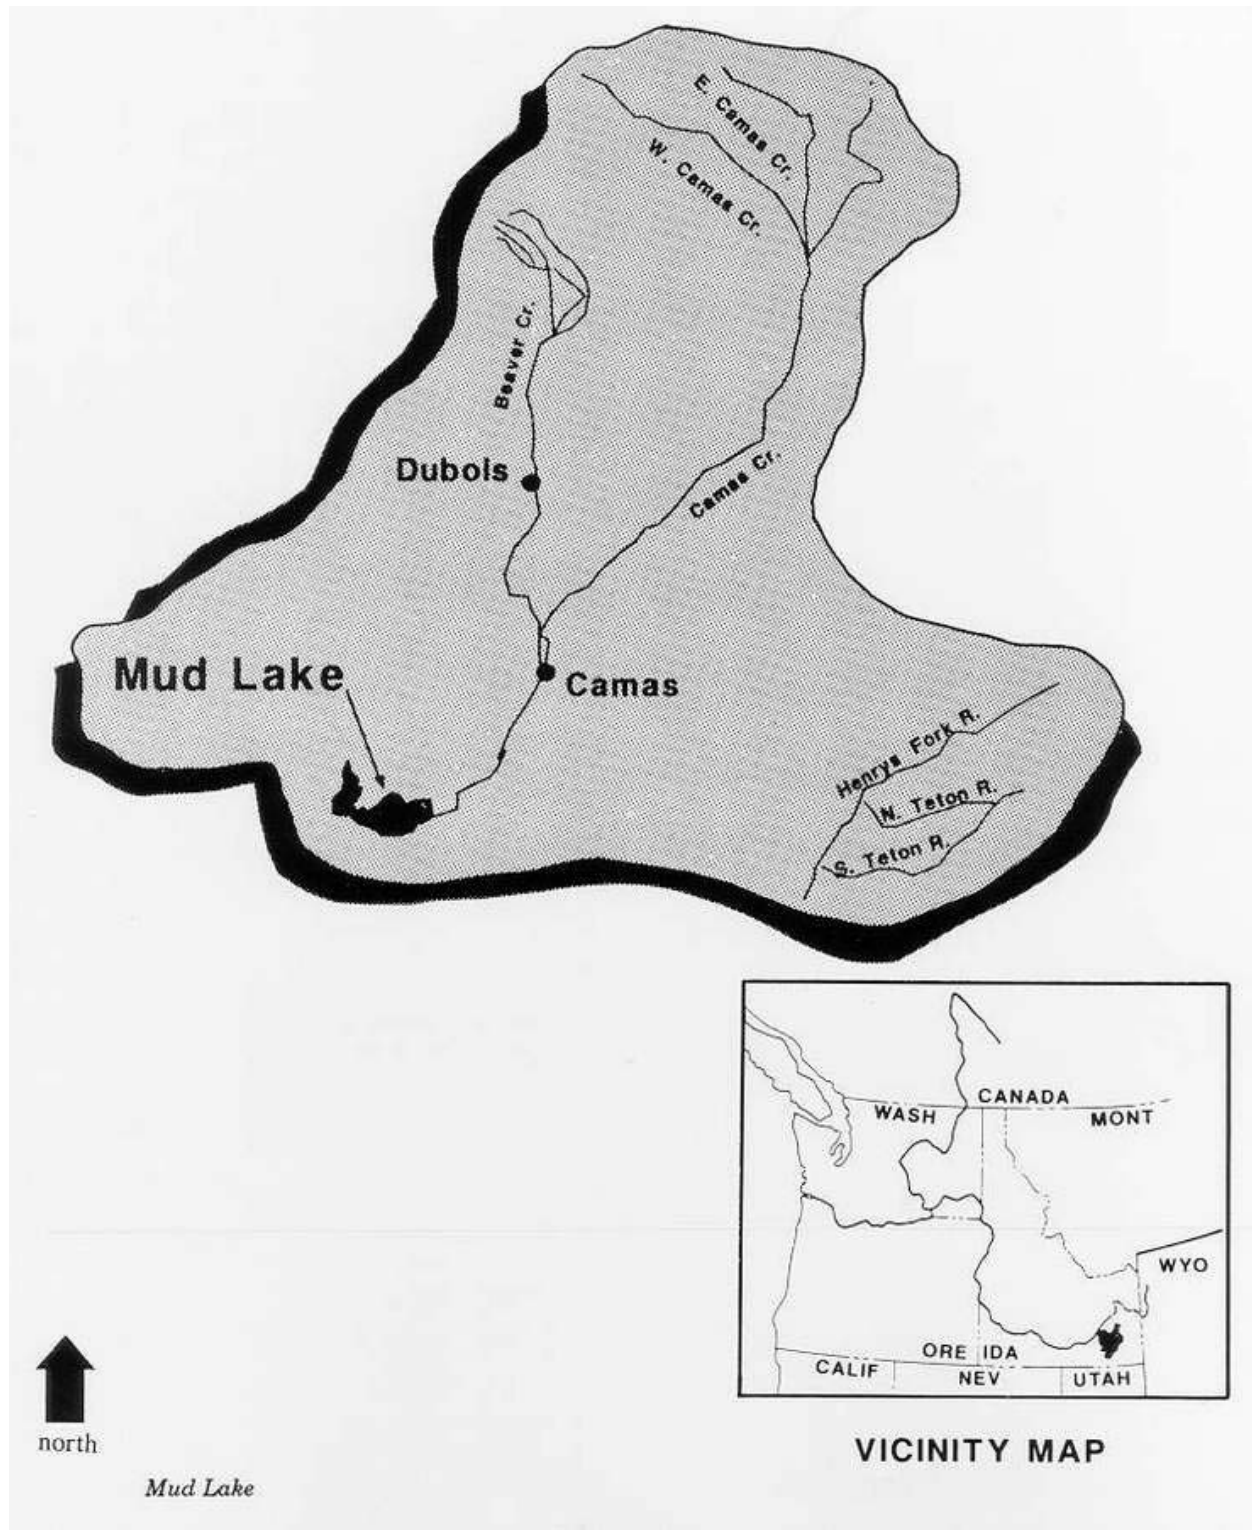 E. Camas Cr.
W. Camas Cr.
Beaver Cr.
Dubois
Camas Cr.
Mud Lake
Camas
Henrys Fork R.
N. Teton R.
S. Teton R.
CANADA
WASH
MONT
WYO
ORE IDA
CALIF
NEV
UTAH
north
VICINITY MAP
Mud Lake